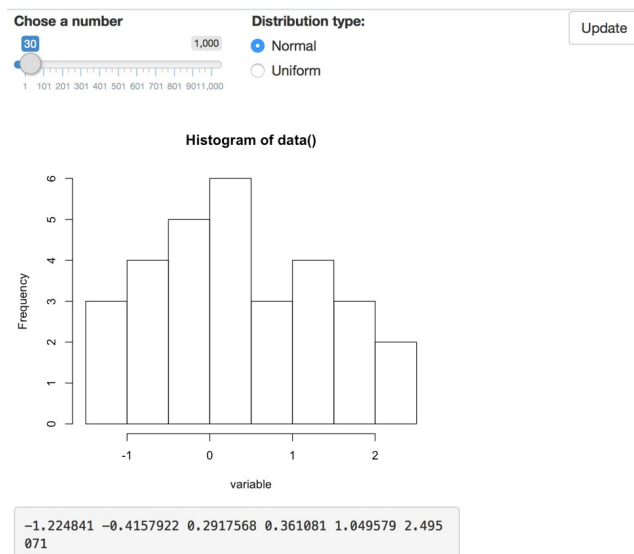 Chose a number
Distribution type:
Update
30
1,000
Normal
Uniform
1 101 201 301 401 501 601 701 801 9011,000
Histogram of data()
Frequency
6
5
4
3
2
1
0
-1 0 1 2
variable
-1.224841 -0.4157922 0.2917568 0.361081 1.049579 2.495
071